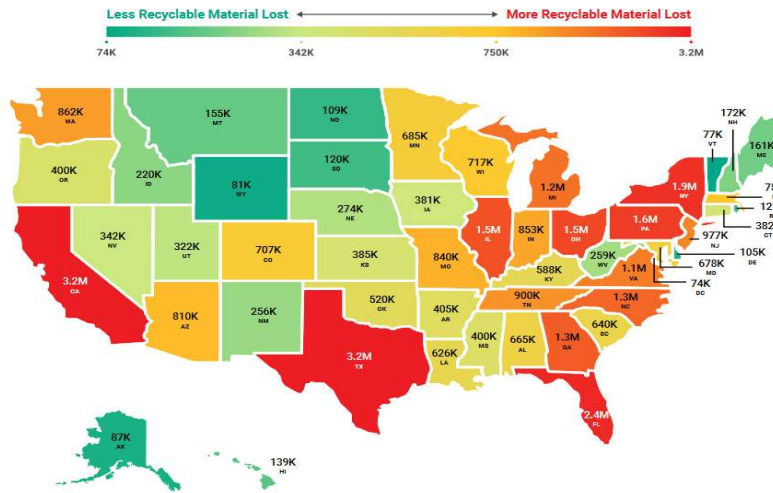 Less Recyclable Material Lost
More Recyclable Material Lost
74K
342K
750K
3.2M
862K
WA
155K
MT
109K
ND
685K
MN
77K
VT
172K
NH
161K
ME
400K
OR
220K
ID
81K
WY
120K
SD
717K
WI
1.2M
MI
1.9M
NY
342K
NV
322K
UT
707K
CO
274K
NE
381K
IA
1.5M
IL
853K
IN
1.5M
OH
1.6M
PA
382
CT
977K
NJ
105K
DE
678K
MD
74K
DC
3.2M
CA
385K
KS
840K
MO
588K
KY
259K
WV
1.1M
VA
810K
AZ
256K
NM
520K
OK
405K
AR
900K
TN
1.3M
NC
3.2M
TX
626K
LA
400K
MS
665K
AL
1.3M
GA
640K
SC
2.4M
FL
87K
AK
139K
HI